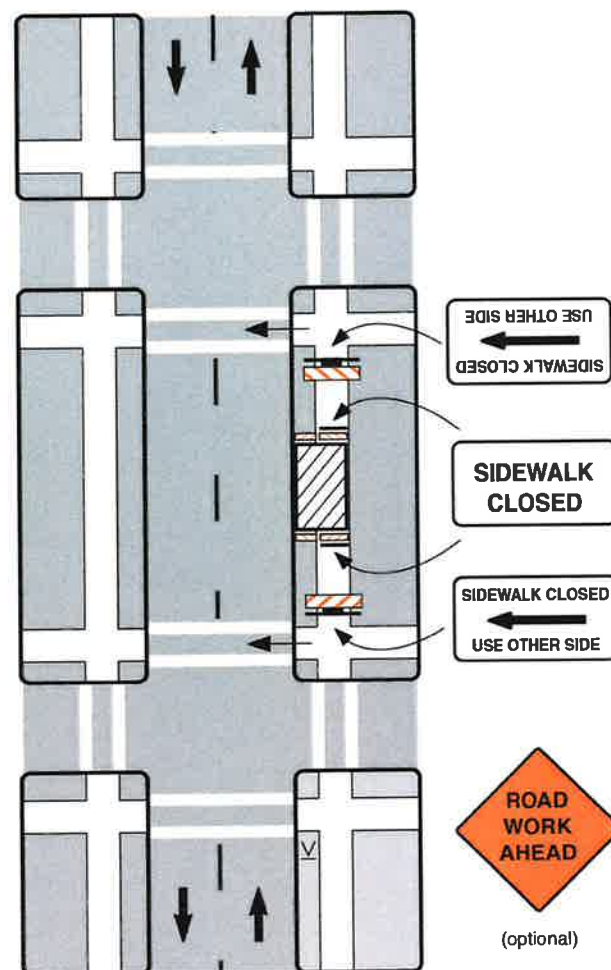 USE OTHER SIDE
SIDEWALK CLOSED
SIDEWALK
CLOSED
SIDEWALK CLOSED
USE OTHER SIDE
ROAD
WORK
AHEAD
(optional)